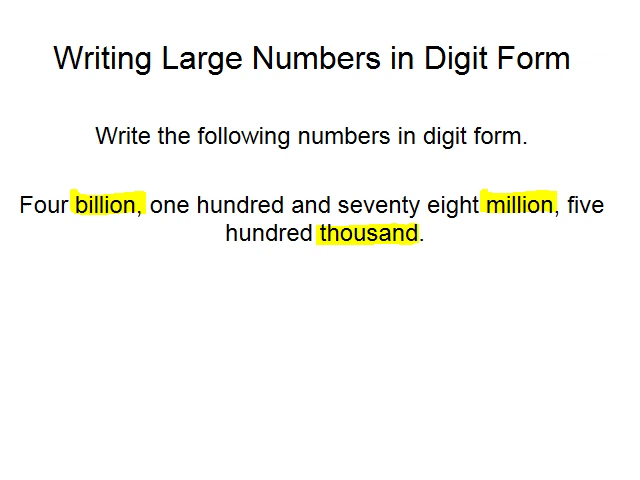 Writing Large Numbers in Digit Form
Write the following numbers in digit form.
Four billion, one hundred and seventy eight million, five
hundred thousand.